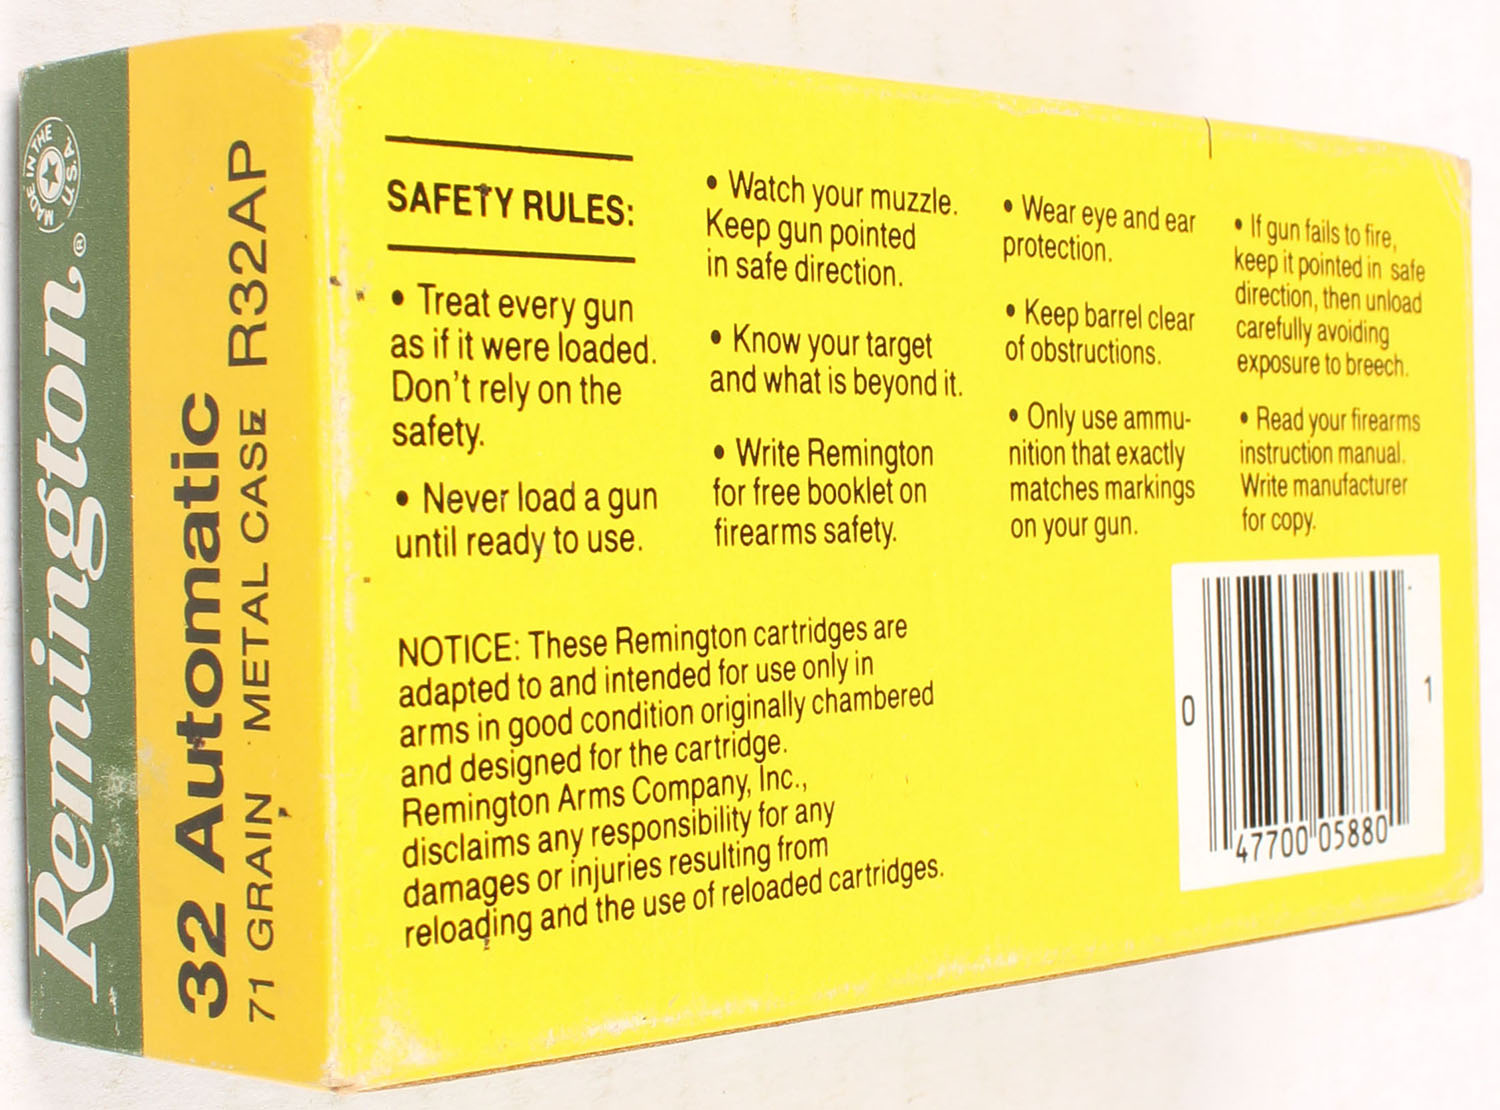 MADE IN THE U.S.A.
Remington®
32 Automatic
71 GRAIN METAL CASE R32AP
SAFETY RULES:
• Treat every gun
as if it were loaded.
Don't rely on the
safety.
• Never load a gun
until ready to use.
• Watch your muzzle.
Keep gun pointed
in safe direction.
• Know your target
and what is beyond it.
• Write Remington
for free booklet on
firearms safety.
• Wear eye and ear
protection.
• Keep barrel clear
of obstructions.
• Only use ammu-
nition that exactly
matches markings
on your gun.
• If gun fails to fire,
keep it pointed in safe
direction, then unload
carefully avoiding
exposure to breech.
• Read your firearms
instruction manual.
Write manufacturer
for copy.
NOTICE: These Remington cartridges are
adapted to and intended for use only in
arms in good condition originally chambered
and designed for the cartridge.
Remington Arms Company, Inc.,
disclaims any responsibility for any
damages or injuries resulting from
reloading and the use of reloaded cartridges.
0 47700 05880 1